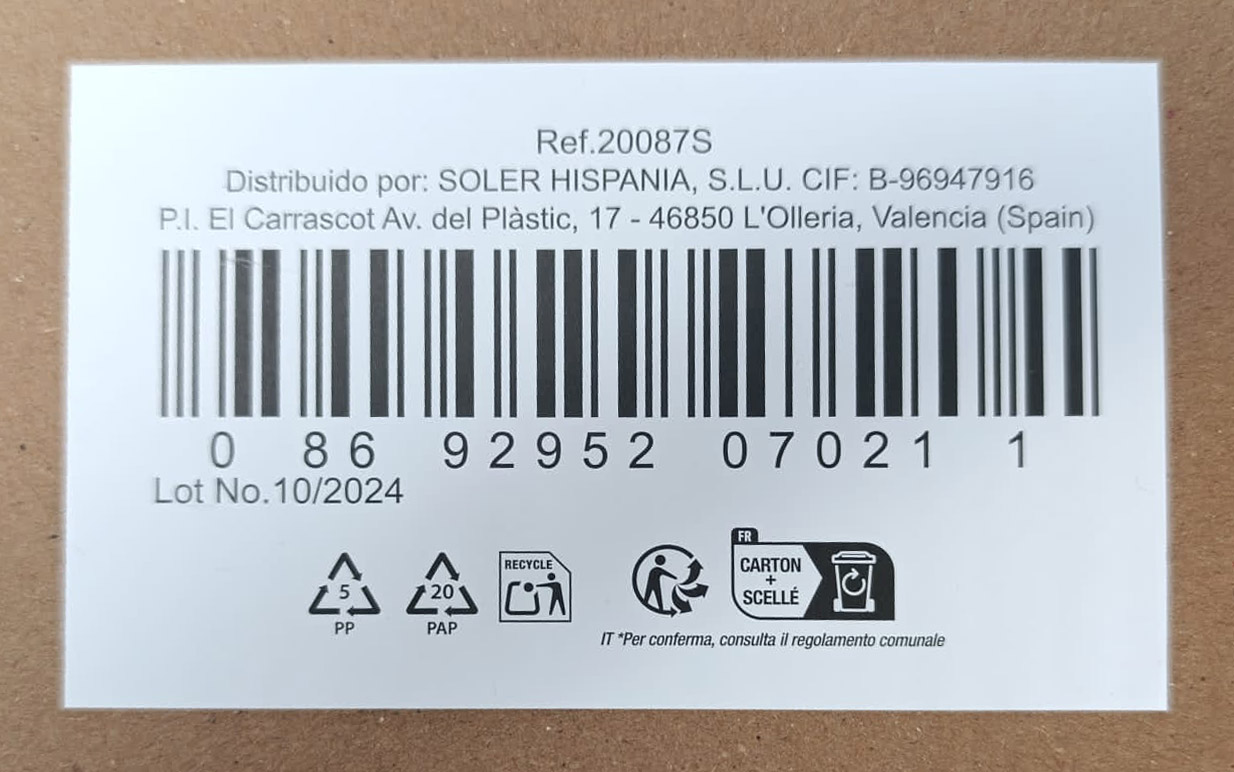 Ref.20087S
Distribuido por: SOLER HISPANIA, S.L.U. CIF: B-96947916
P.I. El Carrascot Av. del Plàstic, 17 - 46850 L'Olleria, Valencia (Spain)
0 86 92952 07021 1
Lot No.10/2024
5
PP
20
PAP
RECYCLE
FR
CARTON
+
SCELLÉ
IT *Per conferma, consulta il regolamento comunale